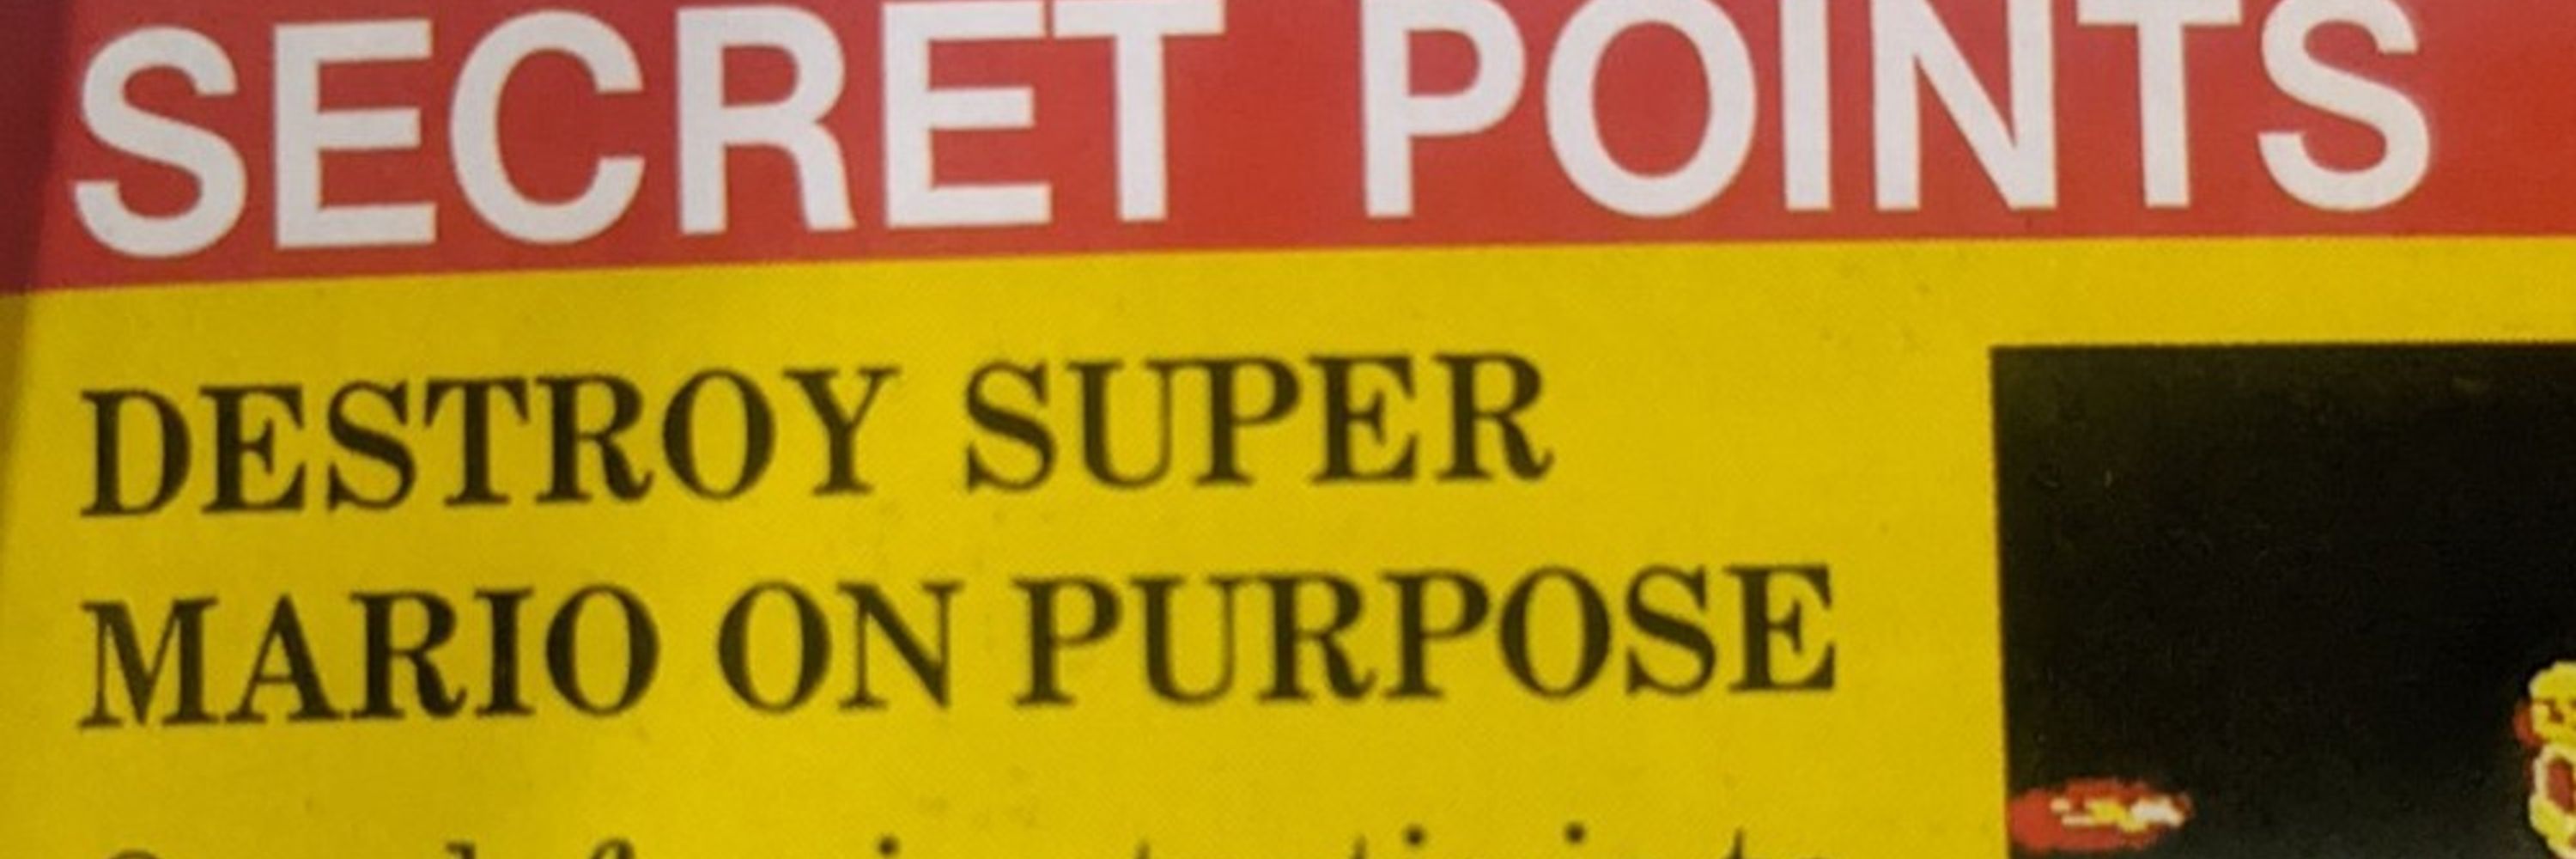 SECRET POINTS
DESTROY SUPER
MARIO ON PURPOSE